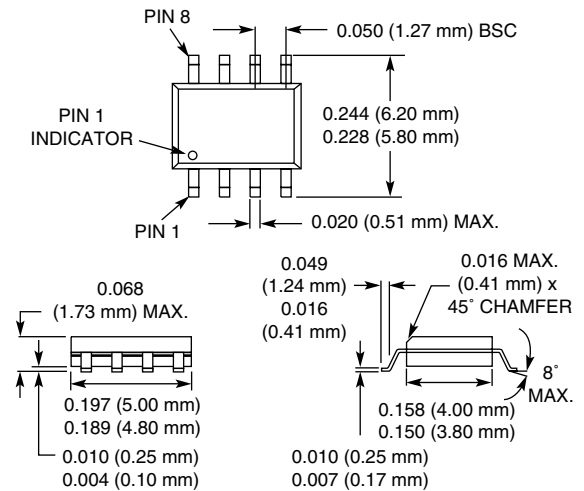 PIN 8
0.050 (1.27 mm) BSC
0.244 (6.20 mm)
0.228 (5.80 mm)
PIN 1
INDICATOR
PIN 1
0.020 (0.51 mm) MAX.
0.068
(1.73 mm) MAX.
0.197 (5.00 mm)
0.189 (4.80 mm)
0.010 (0.25 mm)
0.004 (0.10 mm)
0.049
(1.24 mm)
0.016
(0.41 mm)
0.016 MAX.
(0.41 mm) x
45° CHAMFER
8°
MAX.
0.158 (4.00 mm)
0.150 (3.80 mm)
0.010 (0.25 mm)
0.007 (0.17 mm)